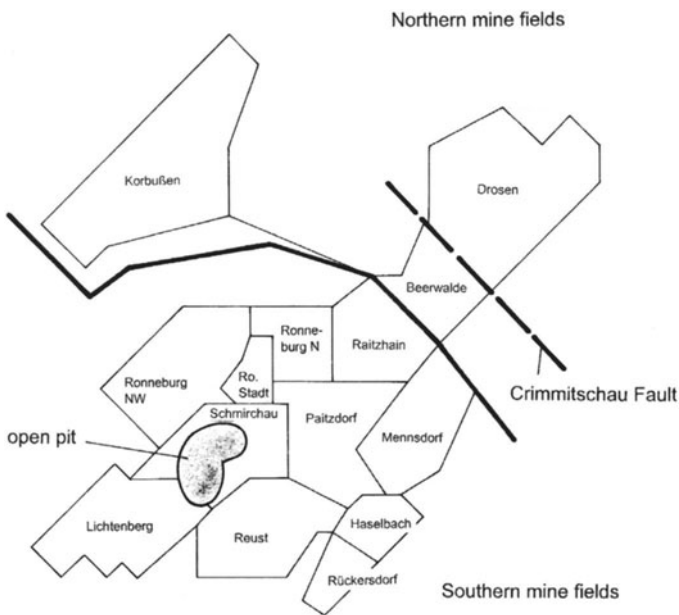 Northern mine fields
Korbußen
Drosen
Beerwalde
Ronne-
burg N
Raitzhain
Ronneburg
NW
Ro.
Stadt
Crimmitschau Fault
Schmirchau
Paitzdorf
open pit
Mennsdorf
Lichtenberg
Reust
Haselbach
Rückersdorf
Southern mine fields